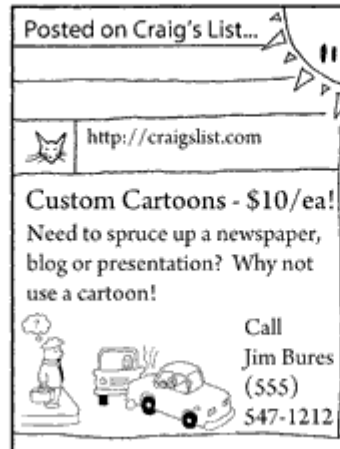 Posted on Craig's List...
http://craigslist.com
Custom Cartoons - $10/ea!
Need to spruce up a newspaper,
blog or presentation? Why not
use a cartoon!
?
Call
Jim Bures
(555)
547-1212